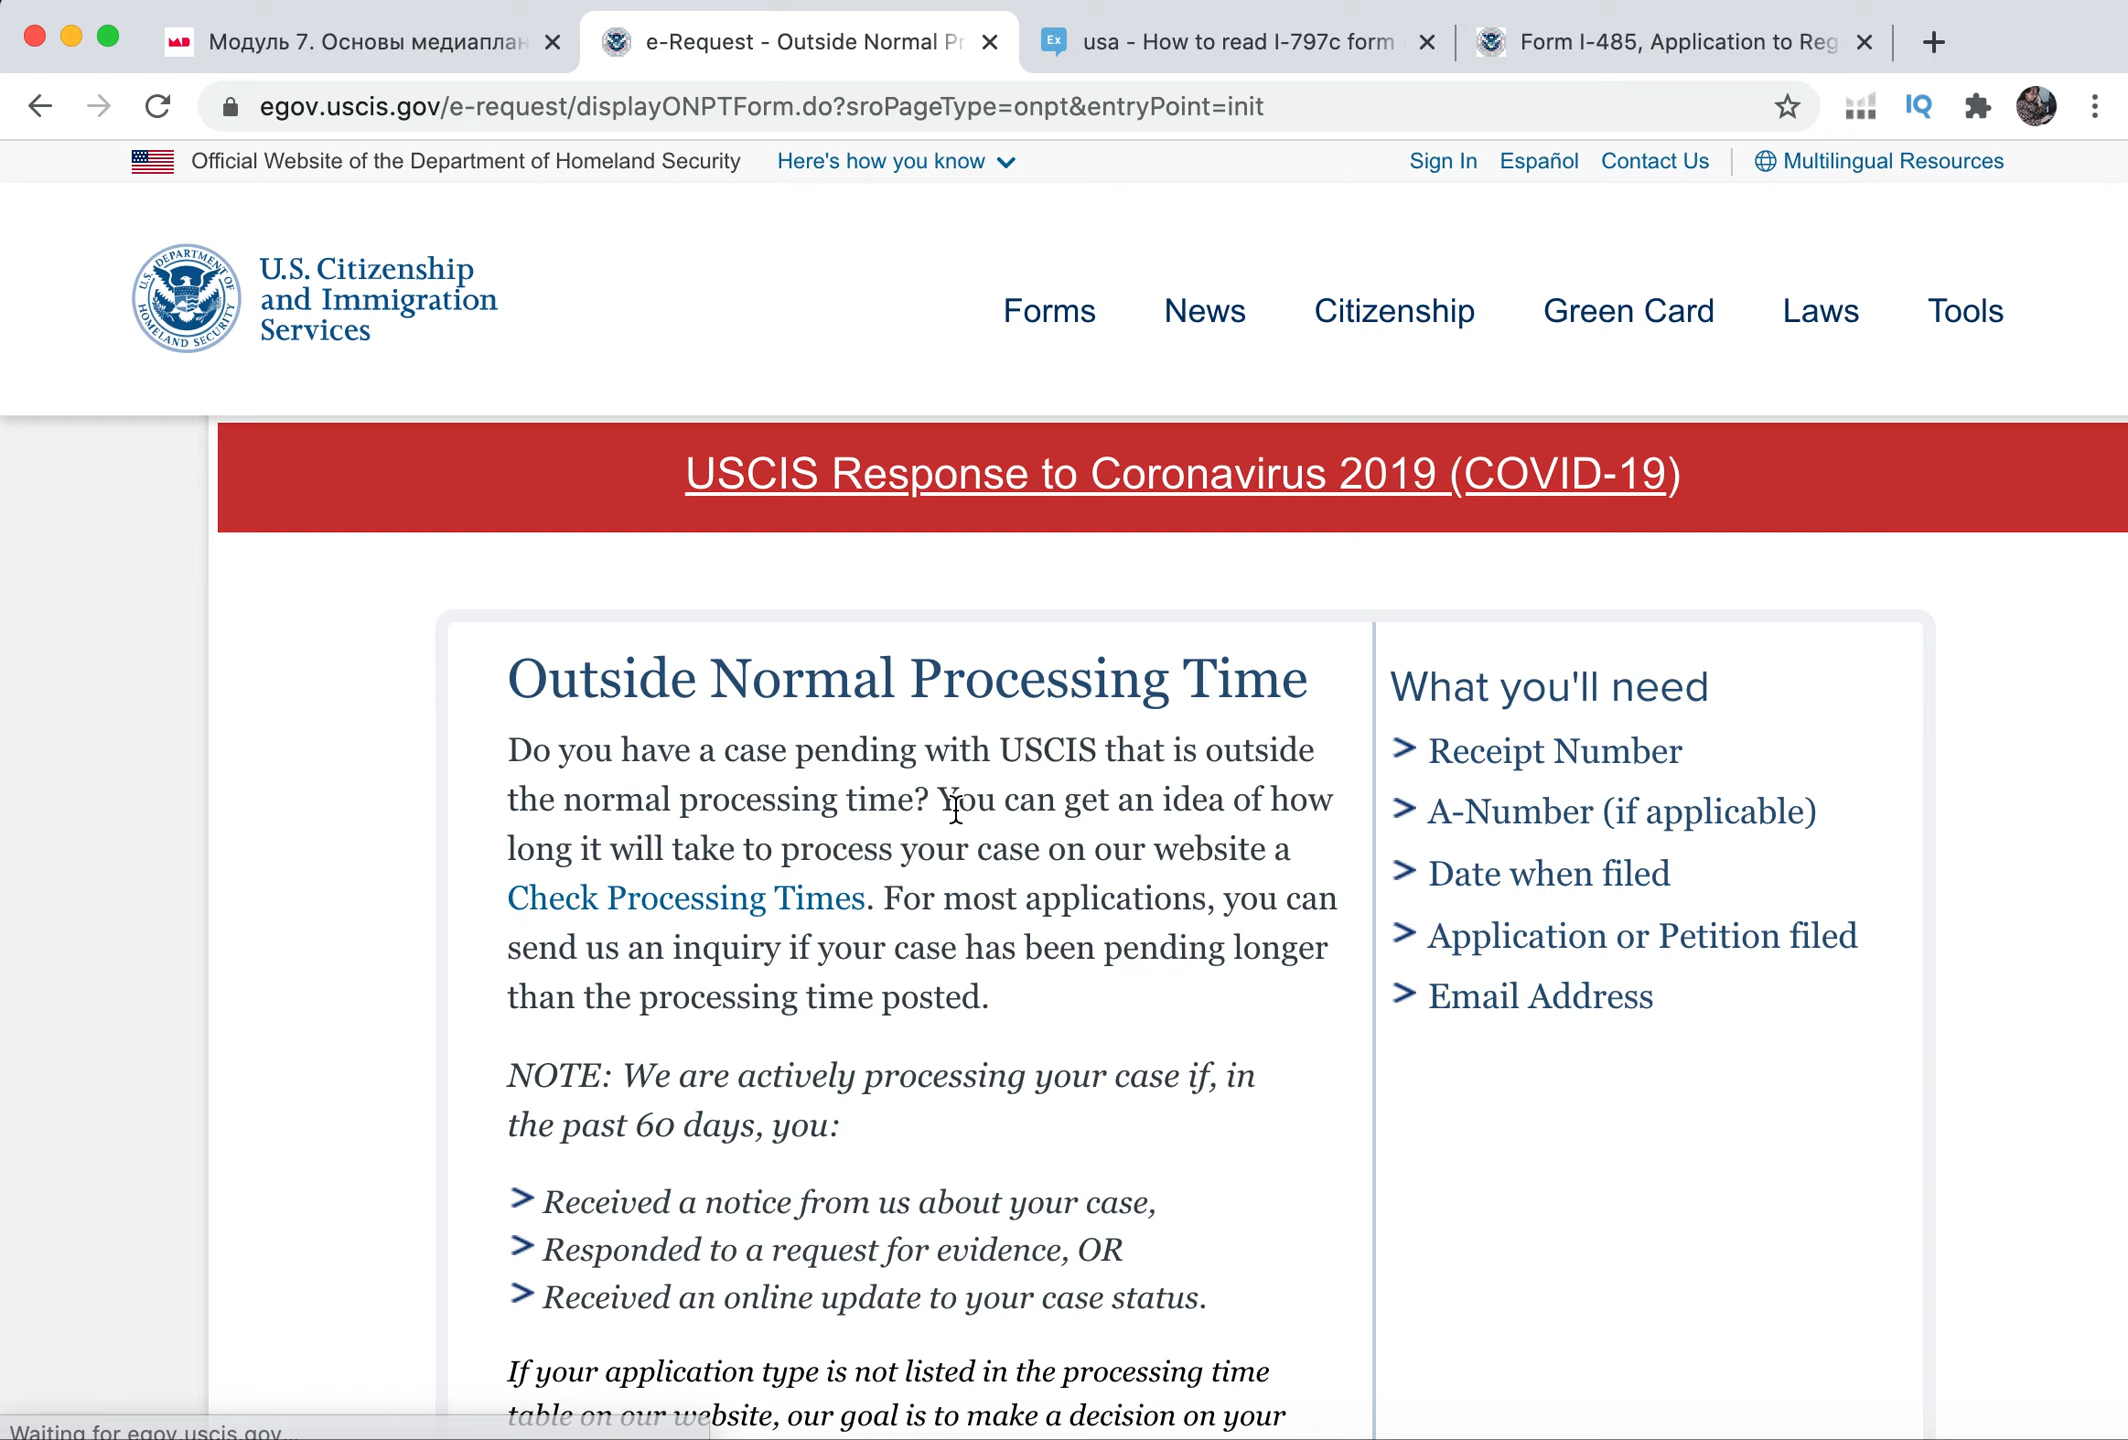 Модуль 7. Основы медиаплан
e-Request - Outside Normal Pr
Ex
usa - How to read I-797c form
Form I-485, Application to Reg
egov.uscis.gov/e-request/displayONPTForm.do?sroPageType=onpt&entryPoint=init
IQ
Official Website of the Department of Homeland Security
Here's how you know
Sign In
Español
Contact Us
Multilingual Resources
U.S. DEPARTMENT OF HOMELAND SECURITY
U.S. Citizenship
and Immigration
Services
Forms
News
Citizenship
Green Card
Laws
Tools
USCIS Response to Coronavirus 2019 (COVID-19)
Outside Normal Processing Time
Do you have a case pending with USCIS that is outside
the normal processing time? You can get an idea of how
long it will take to process your case on our website a
Check Processing Times. For most applications, you can
send us an inquiry if your case has been pending longer
than the processing time posted.
NOTE: We are actively processing your case if, in
the past 60 days, you:
> Received a notice from us about your case,
> Responded to a request for evidence, OR
> Received an online update to your case status.
If your application type is not listed in the processing time
table on our website, our goal is to make a decision on your
What you'll need
> Receipt Number
> A-Number (if applicable)
> Date when filed
> Application or Petition filed
> Email Address
Waiting for egov.uscis.gov...